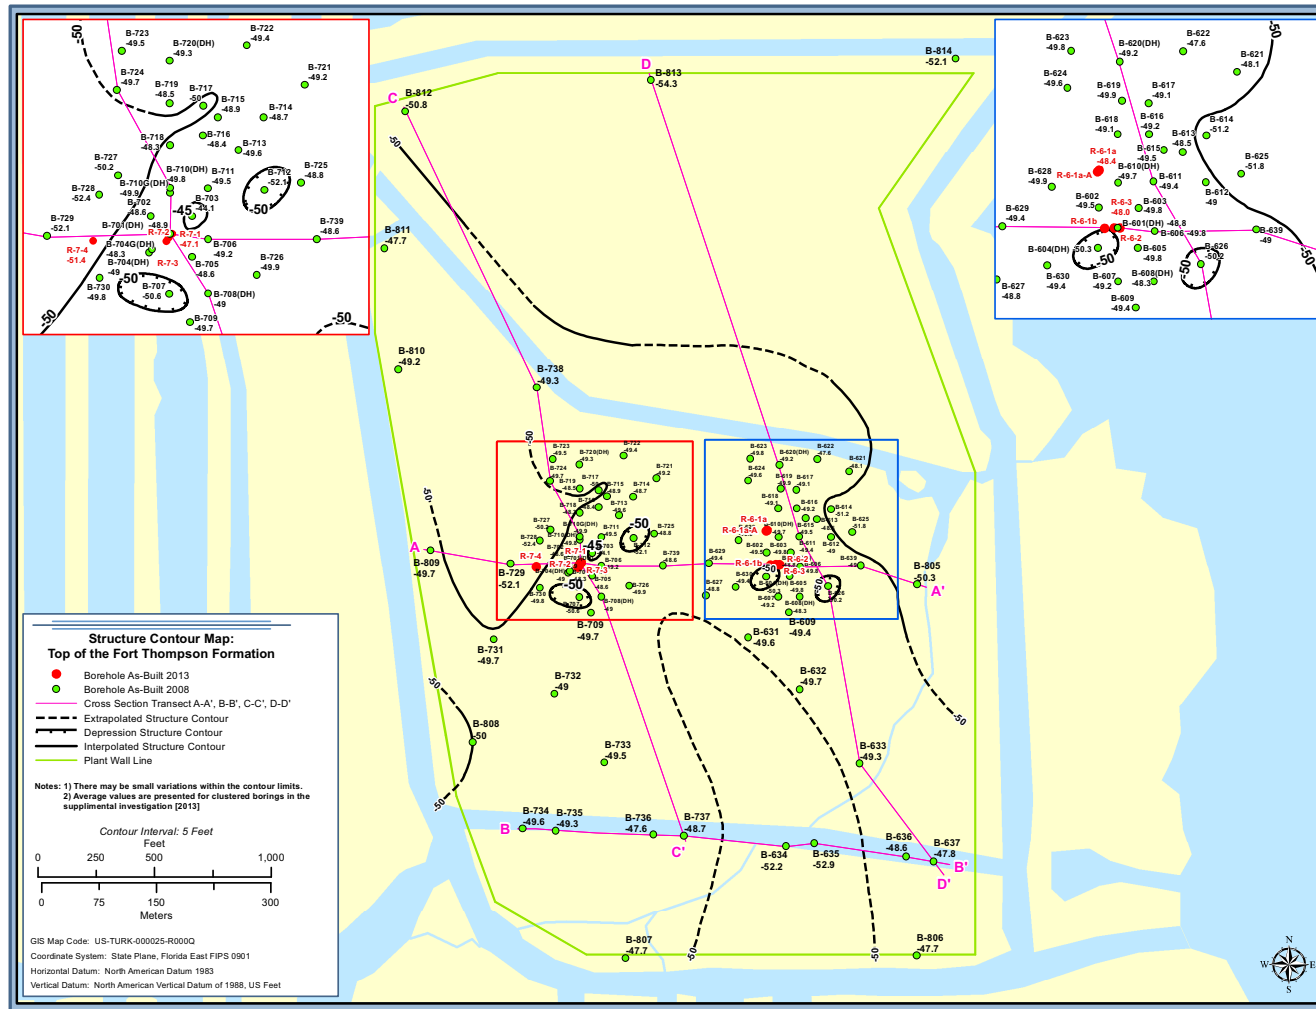 B-723
-49.5
B-722
-49.4
B-720(DH)
-49.3
B-724
-49.7
B-721
-49.2
B-719
-48.5
B-717
-50
B-715
-48.9
B-714
-48.7
B-718
-48.3
B-716
-48.4
B-713
-49.6
B-727
-50.2
B-710(DH)
-49.8
B-711
-49.5
B-712
-52.1
B-725
-48.8
B-728
-52.4
B-710G(DH)
-49.9
B-703
-44.1
B-702
-48.6
B-729
-52.1
B-701(DH)
-48.9
R-7-2
R-7-1
-47.1
B-739
-48.6
B-706
-49.2
R-7-4
-51.4
B-704G(DH)
-48.3
R-7-3
B-704(DH)
-49
B-705
-48.6
B-726
-49.9
B-730
-49.8
B-707
-50.6
B-708(DH)
-49
B-709
-49.7
-50
-45
-50
-50
-50
-50
B-623
-49.8
B-622
-47.6
B-620(DH)
-49.2
B-621
-48.1
B-624
-49.6
B-619
-49.9
B-617
-49.1
B-618
-49.1
B-616
-49.2
B-614
-51.2
B-613
-48.5
B-615
-49.5
R-6-1a
-48.4
R-6-1a-A
B-625
-51.8
B-628
-49.9
B-610(DH)
-49.7
B-611
-49.4
B-612
-49
B-602
-49.5
R-6-3
-48.0
B-603
-49.8
B-629
-49.4
R-6-1b
B-601(DH)
-48.8
B-606
-49.8
B-639
-49
R-6-2
B-604(DH)
-50.3
B-605
-49.8
B-626
-50.2
B-630
-49.4
B-607
-49.2
B-608(DH)
-48.3
B-627
-48.8
B-609
-49.4
-50
-50
-50
-50
B-814
-52.1
D
B-813
-54.3
C
B-812
-50.8
-50
B-811
-47.7
B-810
-49.2
B-738
-49.3
-50
-50
A
B-809
-49.7
B-729
-52.1
B-709
-49.7
B-609
-49.4
B-805
-50.3
A'
B-731
-49.7
B-631
-49.6
-50
B-732
-49
B-632
-49.7
-50
B-808
-50
B-733
-49.5
B-633
-49.3
-50
B
B-734
-49.6
B-735
-49.3
B-736
-47.6
B-737
-48.7
C'
B-634
-52.2
B-635
-52.9
B-636
-48.6
B-637
-47.8
B'
D'
B-807
-47.7
-50
-50
B-806
-47.7
Structure Contour Map:
Top of the Fort Thompson Formation
Borehole As-Built 2013
Borehole As-Built 2008
Cross Section Transect A-A', B-B', C-C', D-D'
Extrapolated Structure Contour
Depression Structure Contour
Interpolated Structure Contour
Plant Wall Line
Notes: 1) There may be small variations within the contour limits.
2) Average values are presented for clustered borings in the
supplimental investigation [2013]
Contour Interval: 5 Feet
Feet
0 250 500 1,000
0 75 150 300
Meters
GIS Map Code: US-TURK-000025-R000Q
Coordinate System: State Plane, Florida East FIPS 0901
Horizontal Datum: North American Datum 1983
Vertical Datum: North American Vertical Datum of 1988, US Feet
N
W E
S